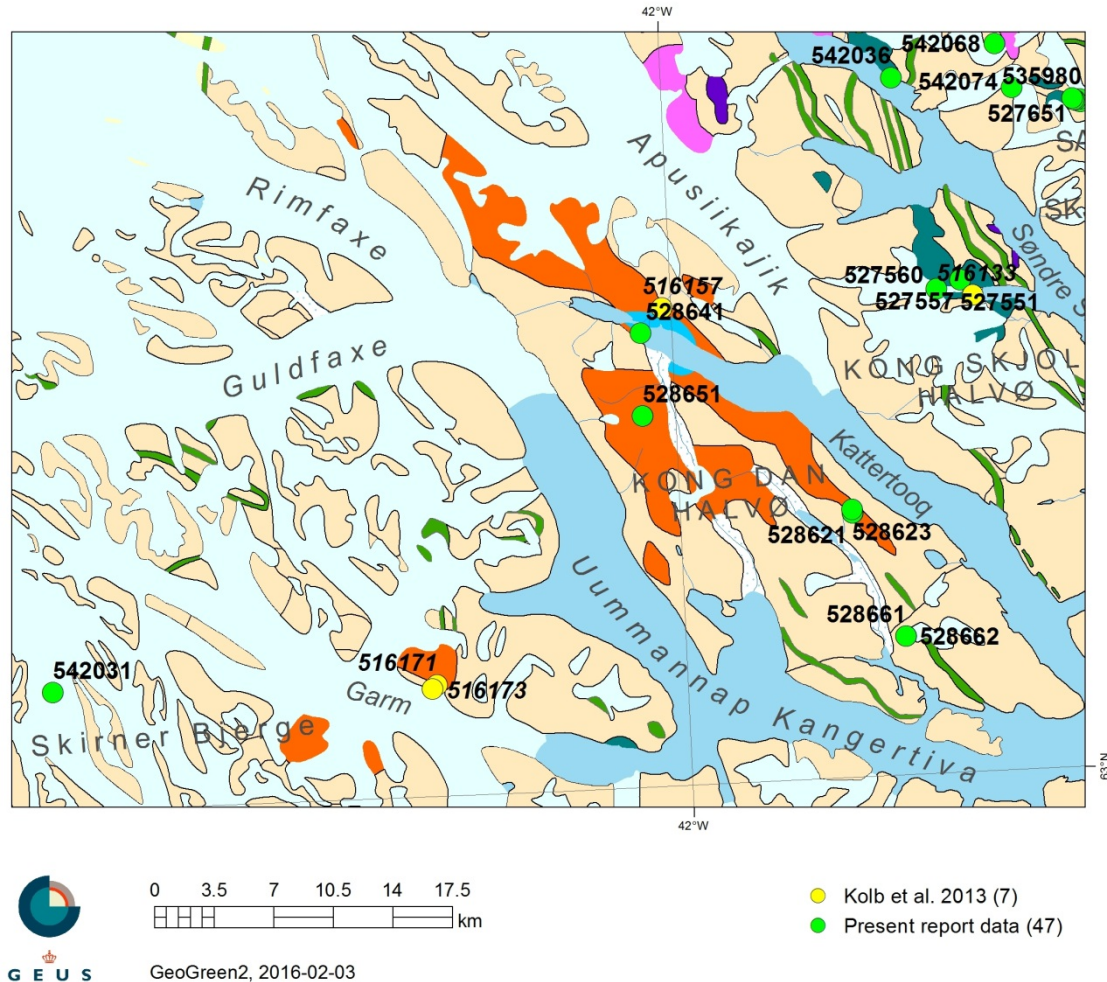 42°W
542068
542036
535980
542074
527651
SA
Apusiikajik
Rimfaxe
SK
Søndre S
516157
516133
527560
527557
527551
528641
Guldfaxe
KONG SKJOL
HALVØ
528651
Kattertooq
KONG DAN
HALVØ
528621
528623
Uummannap Kangertiva
528661
528662
516171
542031
516173
Garm
Skirner Bjerge
63°N
42°W
0 3.5 7 10.5 14 17.5
km
Kolb et al. 2013 (7)
Present report data (47)
GEUS
GeoGreen2, 2016-02-03